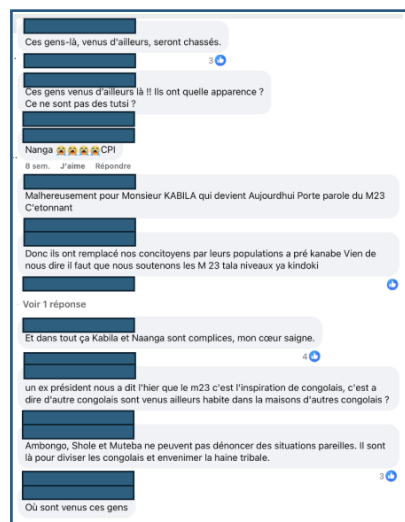 Ces gens-là, venus d'ailleurs, seront chassés.
3
Ces gens venus d'ailleurs là !! Ils ont quelle apparence ?
Ce ne sont pas des tutsi ?
Nanga 😭😭😭😭CPI
8 sem. J'aime Répondre
Malhereusement pour Monsieur KABILA qui devient Aujourdhui Porte parole du M23
C'etonnant
Donc ils ont remplacé nos concitoyens par leurs populations a pré kanabe Vien de
nous dire il faut que nous soutenons les M 23 tala niveaux ya kindoki
Voir 1 réponse
Et dans tout ça Kabila et Naanga sont complices, mon cœur saigne.
4
un ex président nous a dit l'hier que le m23 c'est l'inspiration de congolais, c'est a
dire d'autre congolais sont venus ailleurs habite dans la maisons d'autres congolais ?
Ambongo, Shole et Muteba ne peuvent pas dénoncer des situations pareilles. Il sont
là pour diviser les congolais et envenimer la haine tribale.
3
Où sont venus ces gens